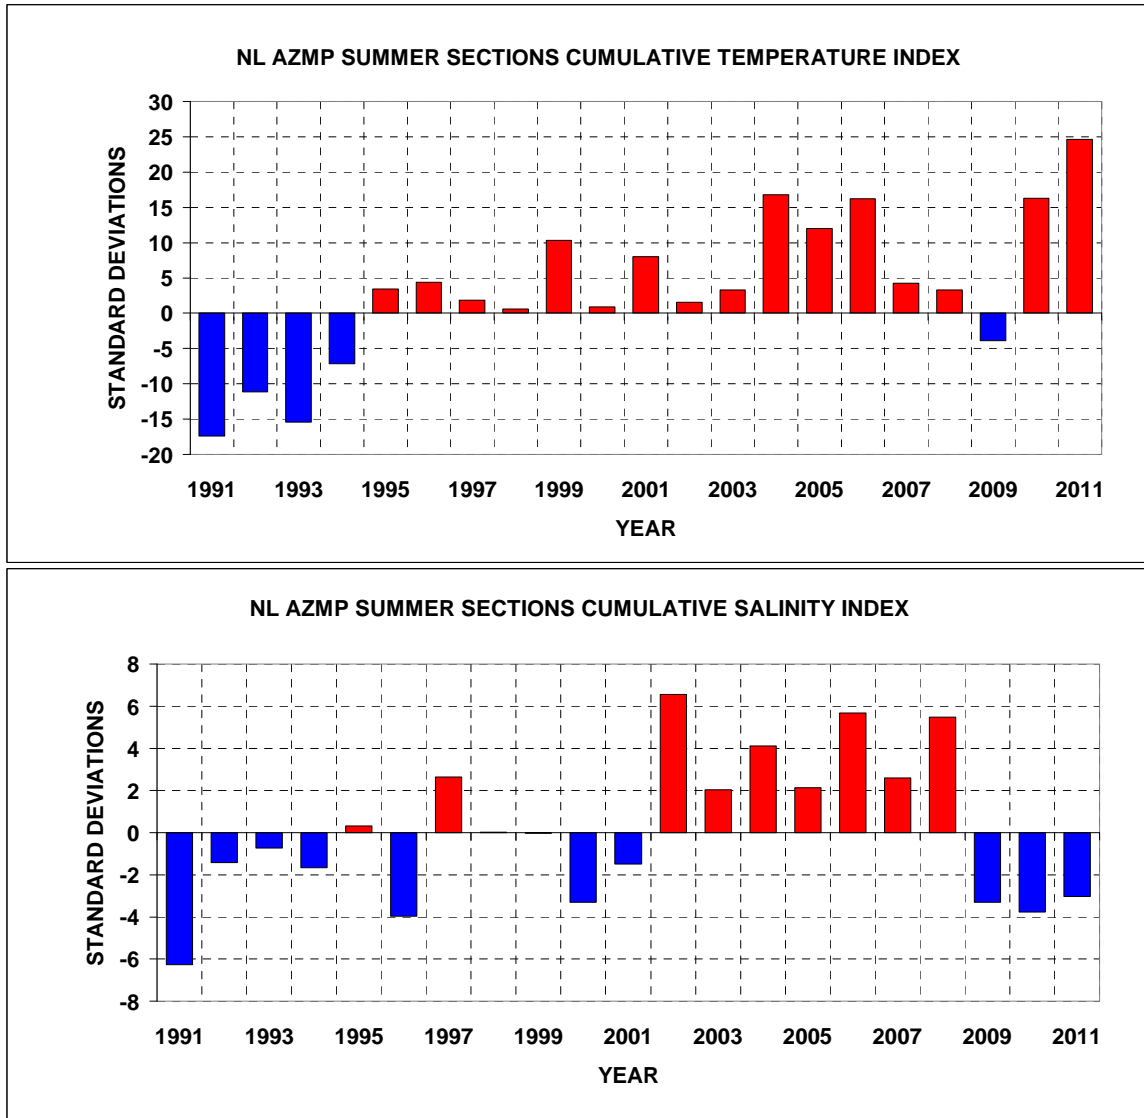 NL AZMP SUMMER SECTIONS CUMULATIVE TEMPERATURE INDEX
STANDARD DEVIATIONS
30
25
20
15
10
5
0
-5
-10
-15
-20
1991 1993 1995 1997 1999 2001 2003 2005 2007 2009 2011
YEAR
NL AZMP SUMMER SECTIONS CUMULATIVE SALINITY INDEX
STANDARD DEVIATIONS
8
6
4
2
0
-2
-4
-6
-8
1991 1993 1995 1997 1999 2001 2003 2005 2007 2009 2011
YEAR